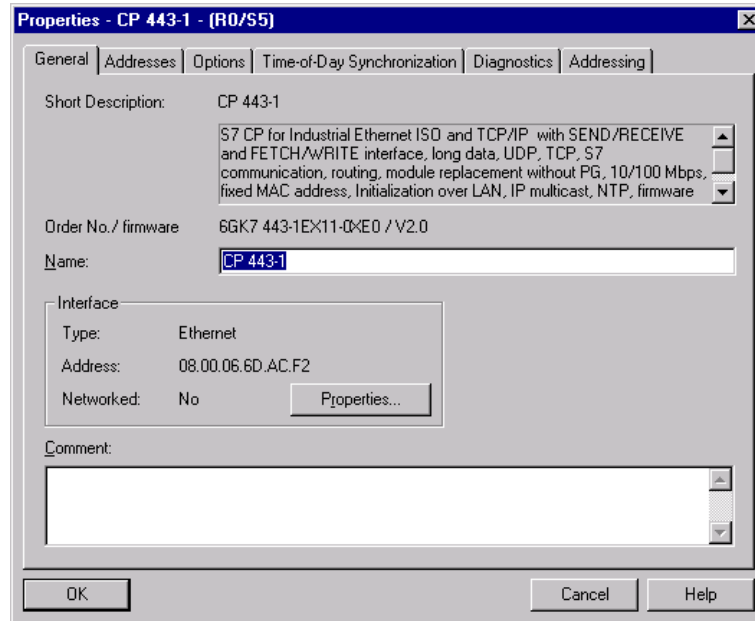 Properties - CP 443-1 - (R0/S5)
General Addresses Options Time-of-Day Synchronization Diagnostics Addressing
Short Description: CP 443-1
S7 CP for Industrial Ethernet ISO and TCP/IP with SEND/RECEIVE
and FETCH/WRITE interface, long data, UDP, TCP, S7
communication, routing, module replacement without PG, 10/100 Mbps,
fixed MAC address, Initialization over LAN, IP multicast, NTP, firmware
Order No./ firmware 6GK7 443-1EX11-0XE0 / V2.0
Name: CP 443-1
Interface
Type: Ethernet
Address: 08.00.06.6D.AC.F2
Networked: No Properties...
Comment:
OK Cancel Help